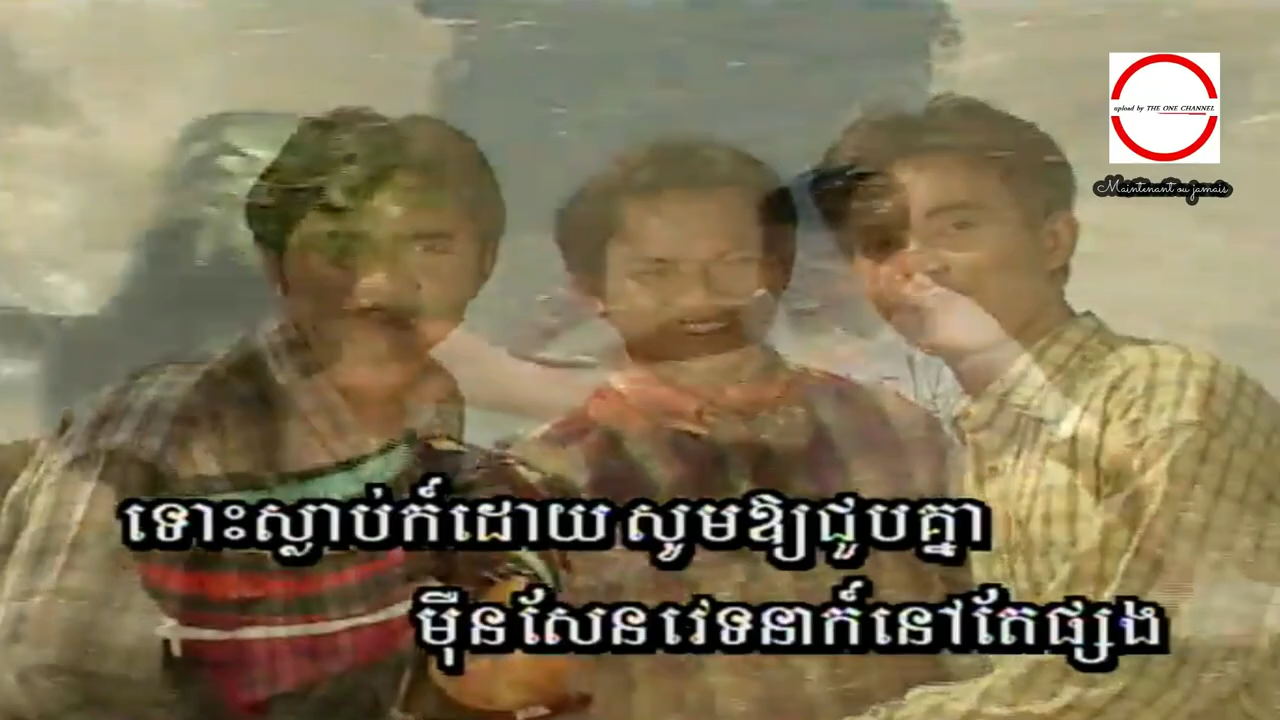 upload by THE ONE CHANNEL
Maintenant ou jamais
ទោះស្លាប់ក៍ដោយ សូមឱ្យជួបគ្នា
ម៉ឺនសែន វេទនាក៍នៅតែផ្សង